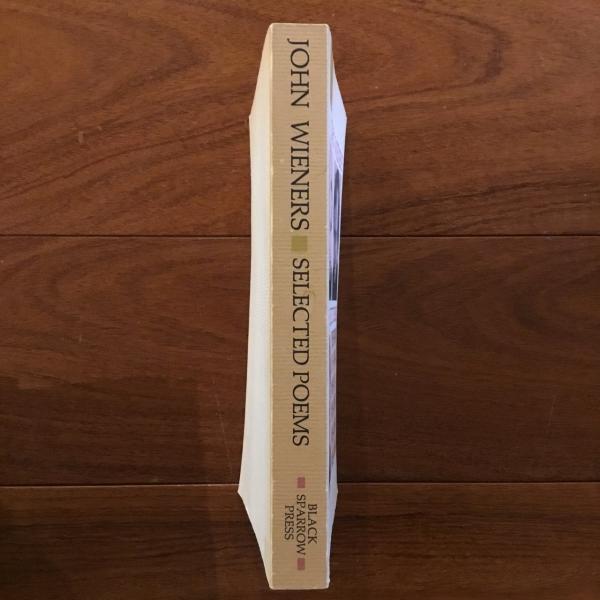 JOHN WIENERS SELECTED POEMS
BLACK
SPARROW
PRESS